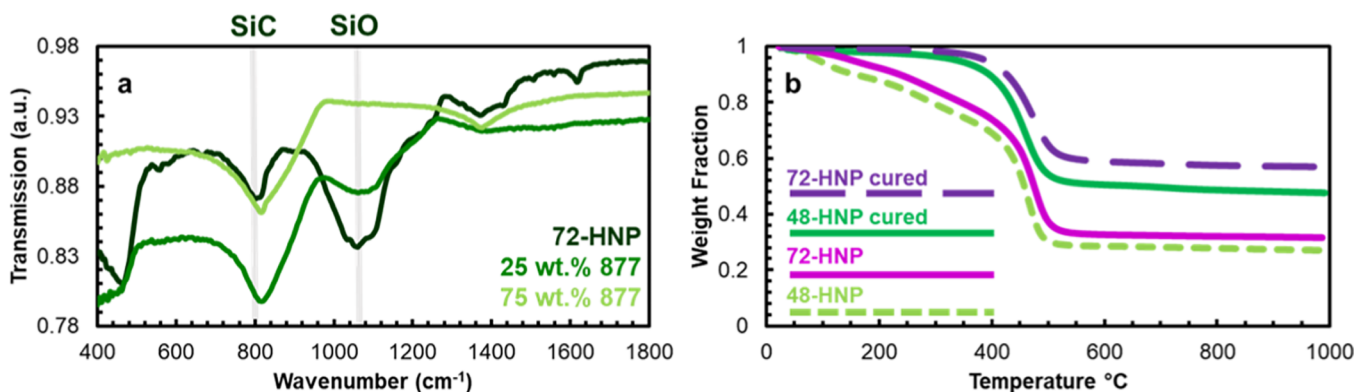 SiC SiO
0.98
0.93
0.88
0.83
0.78
Transmission (a.u.)
a
72-HNP
25 wt.% 877
75 wt.% 877
400 600 800 1000 1200 1400 1600 1800
Wavenumber (cm⁻¹)
1
0.8
0.6
0.4
0.2
0
Weight Fraction
b
72-HNP cured
48-HNP cured
72-HNP
48-HNP
0 200 400 600 800 1000
Temperature °C